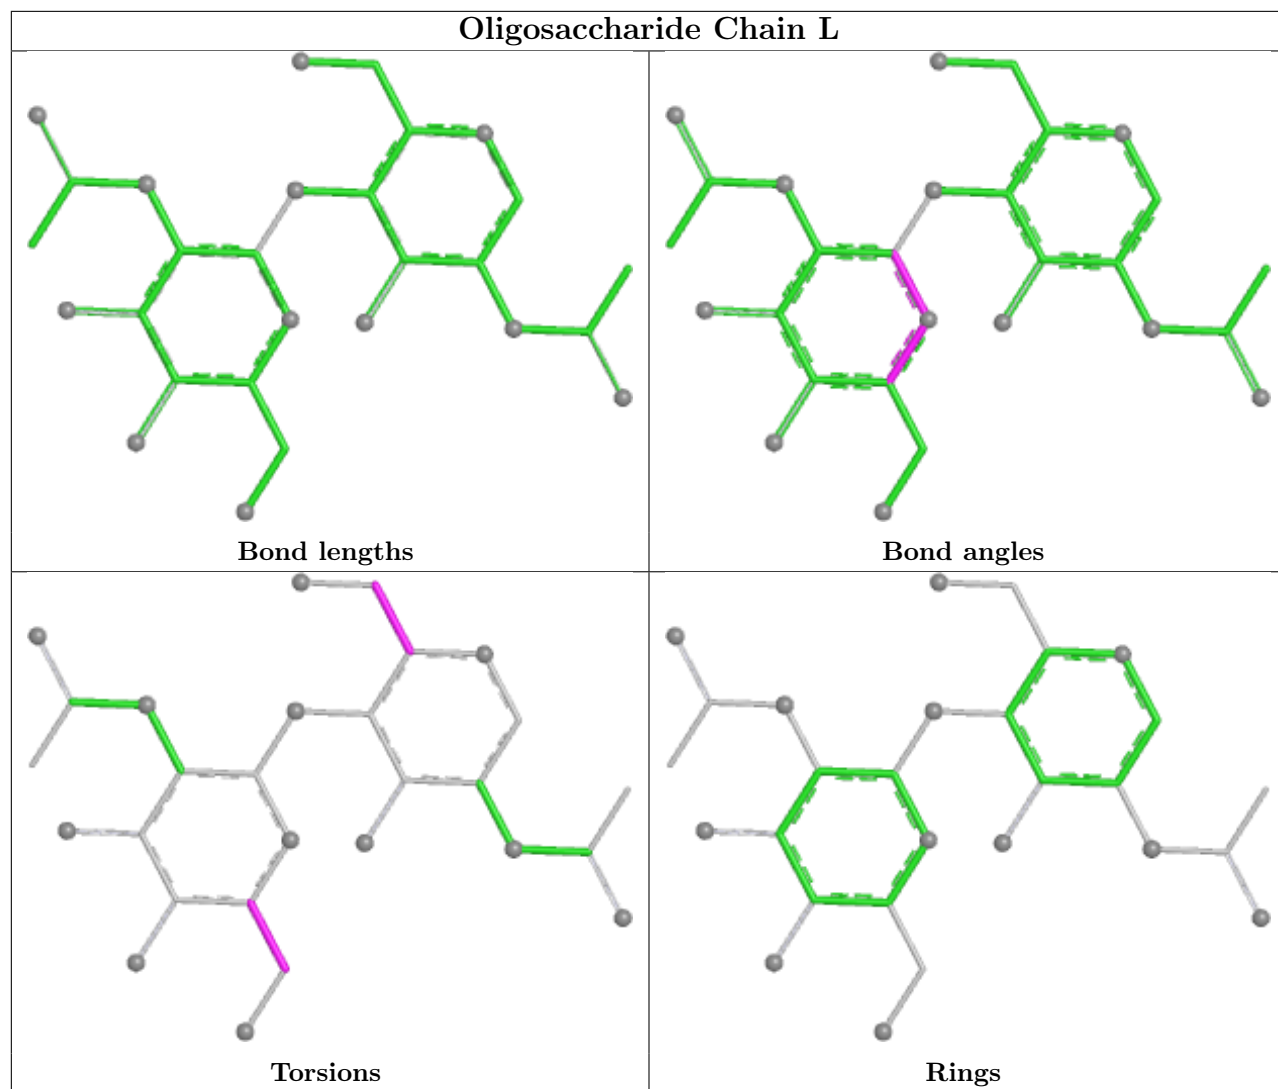 Oligosaccharide Chain L
Bond lengths
Bond angles
Torsions
Rings